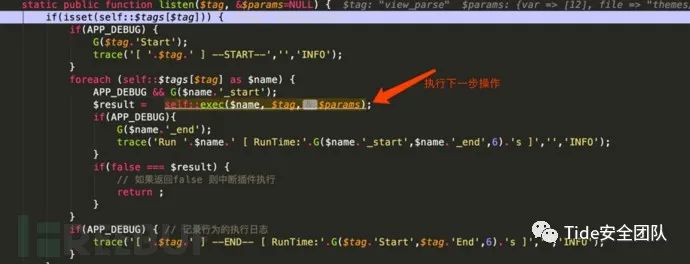 static public function listen($tag, &$params=NULL) { $tag: "view_parse" $params: {var => [12], file => "themes
if(isset(self::$tags[$tag])) {
if(APP_DEBUG) {
G($tag.'Start');
trace('[ '.$tag.' ] --START--','','INFO');
}
foreach (self::$tags[$tag] as $name) {
APP_DEBUG && G($name.'_start');
$result = self::exec($name, $tag, $params);
执行下一步操作
if(APP_DEBUG){
G($name.'_end');
trace('Run '.$name.' [ RunTime:'.G($name.'_start',$name.'_end',6).'s ]','','INFO');
}
if(false === $result) {
// 如果返回false 则中断插件执行
return ;
}
}
if(APP_DEBUG) { // 记录行为的执行日志
trace('[ '.$tag.' ] --END-- [ RunTime:'.G($tag.'Start',$tag.'End',6).'s ]','','INFO');
}
REEBUF
Tide安全团队